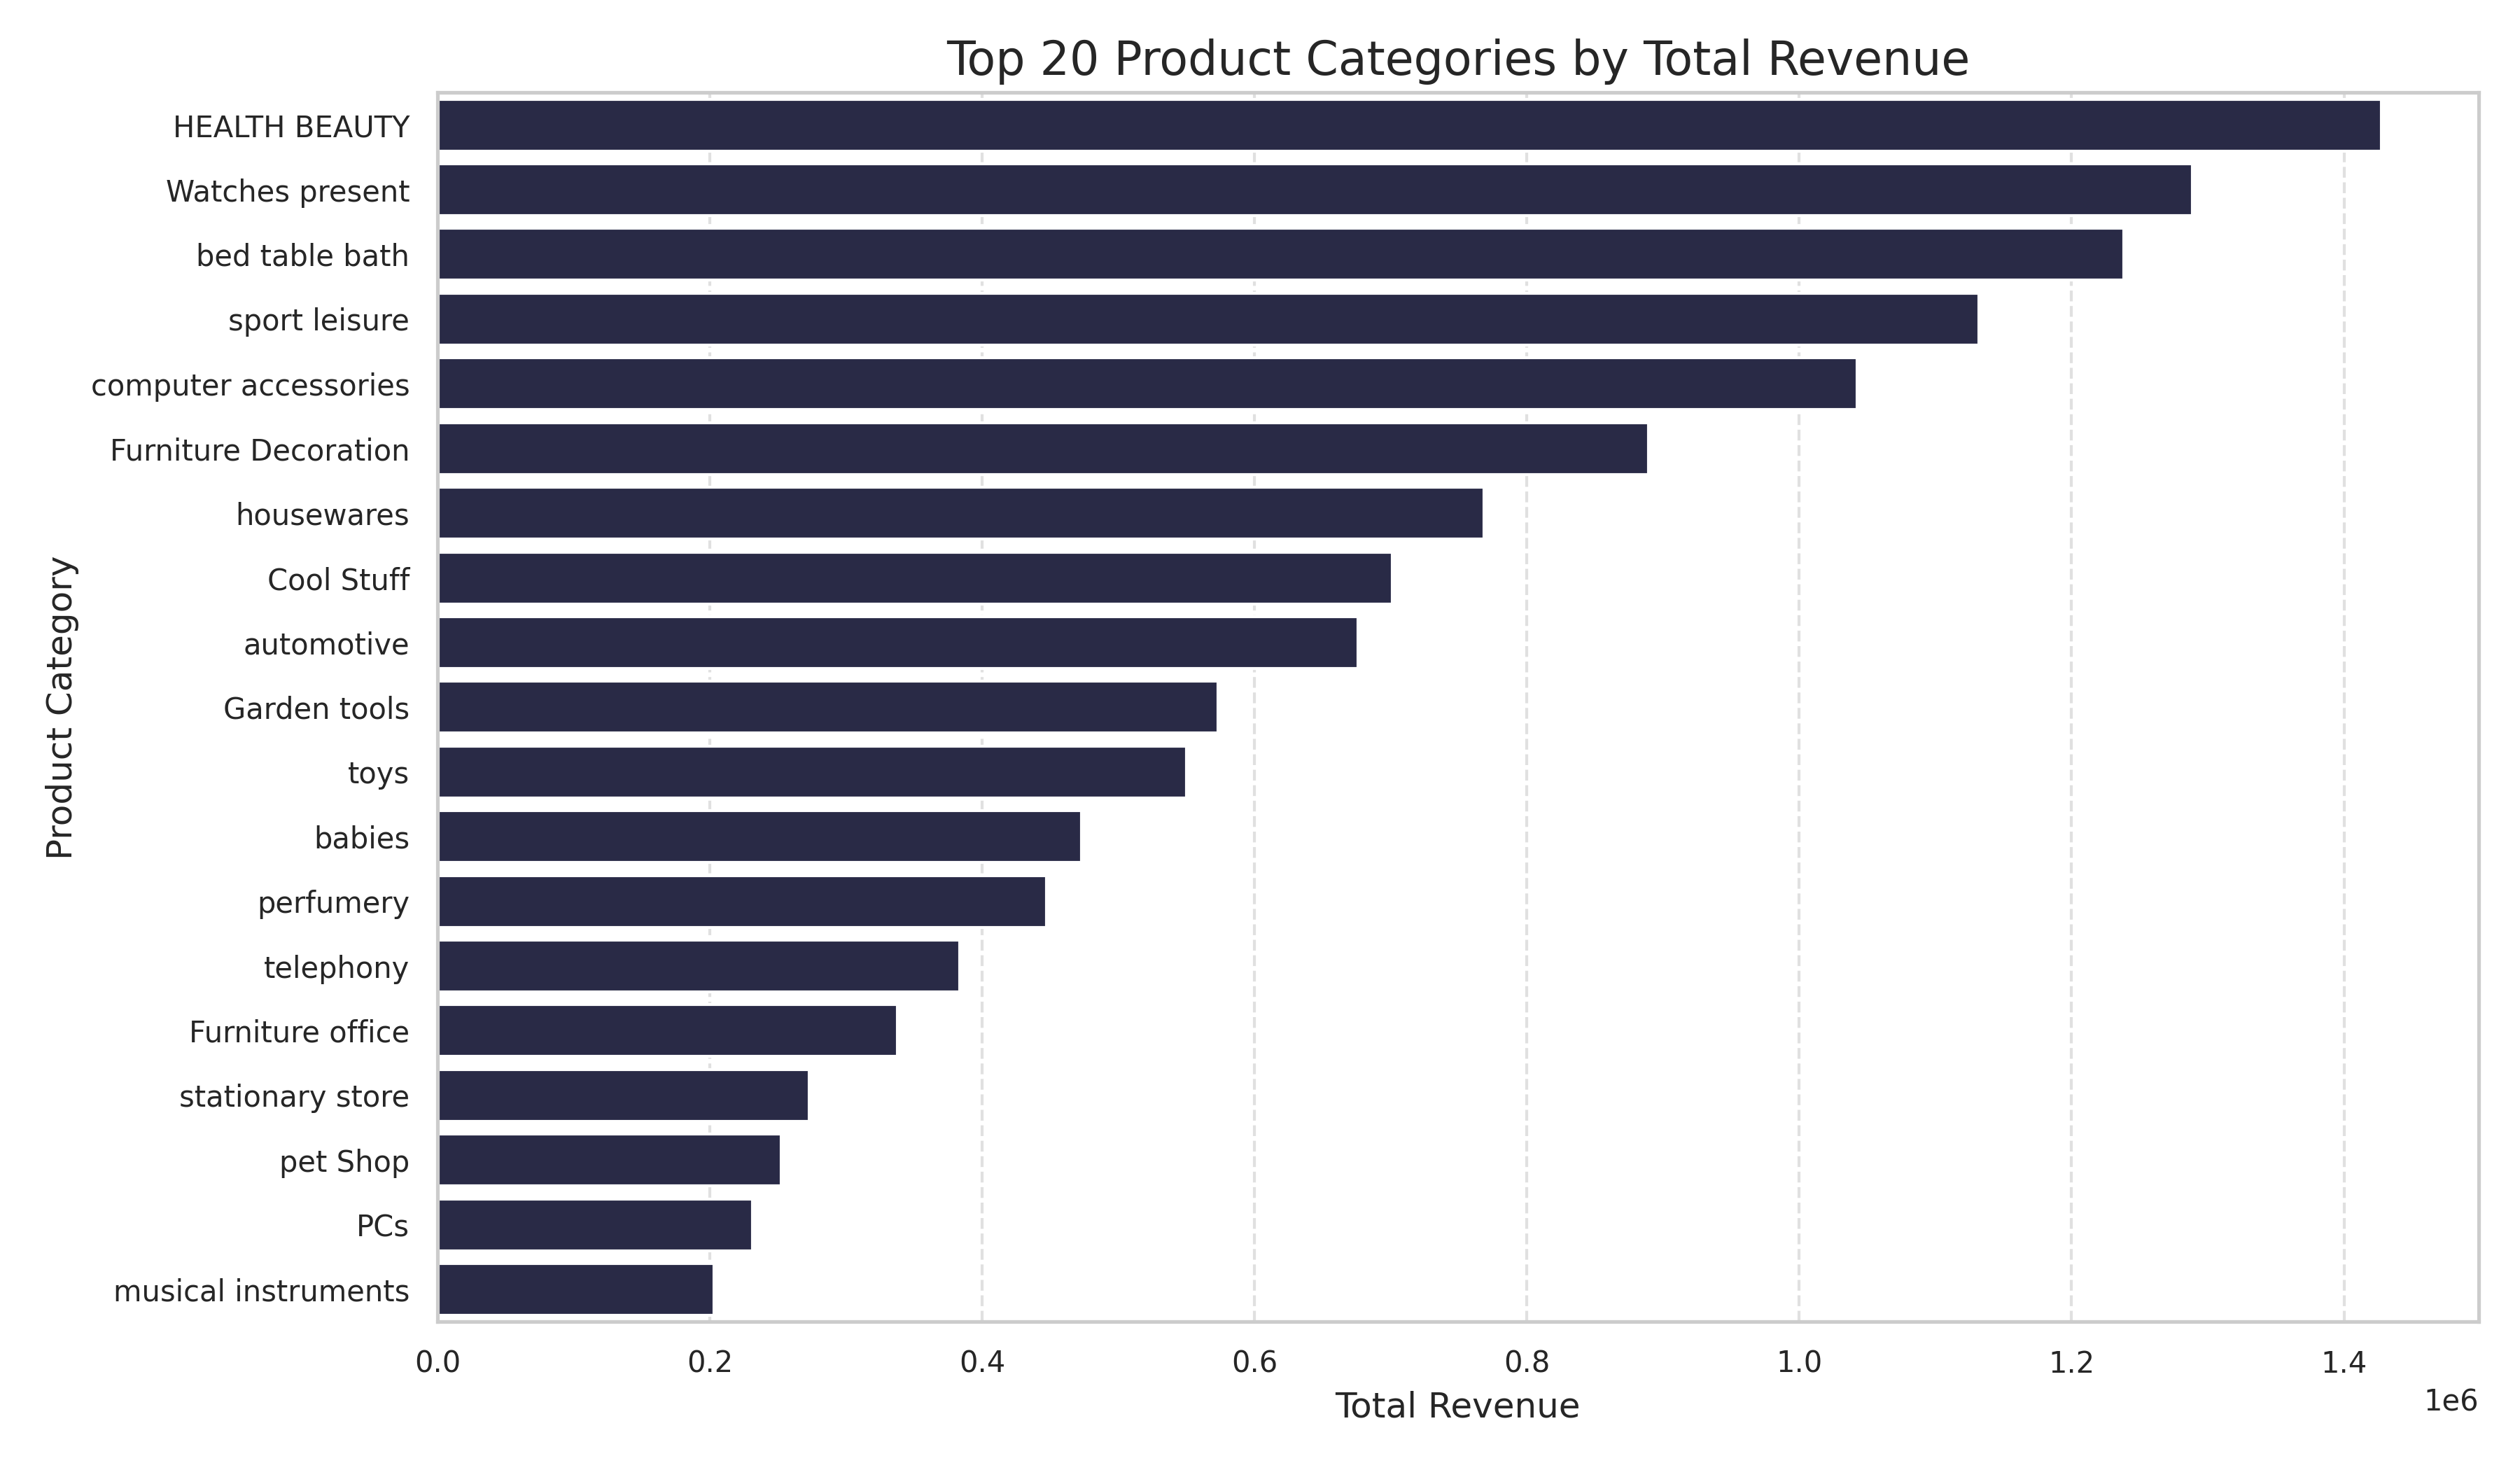 Top 20 Product Categories by Total Revenue
HEALTH BEAUTY
Watches present
bed table bath
sport leisure
computer accessories
Furniture Decoration
housewares
Cool Stuff
automotive
Garden tools
toys
babies
perfumery
telephony
Furniture office
stationary store
pet Shop
PCs
musical instruments
Product Category
0.0 0.2 0.4 0.6 0.8 1.0 1.2 1.4
1e6
Total Revenue